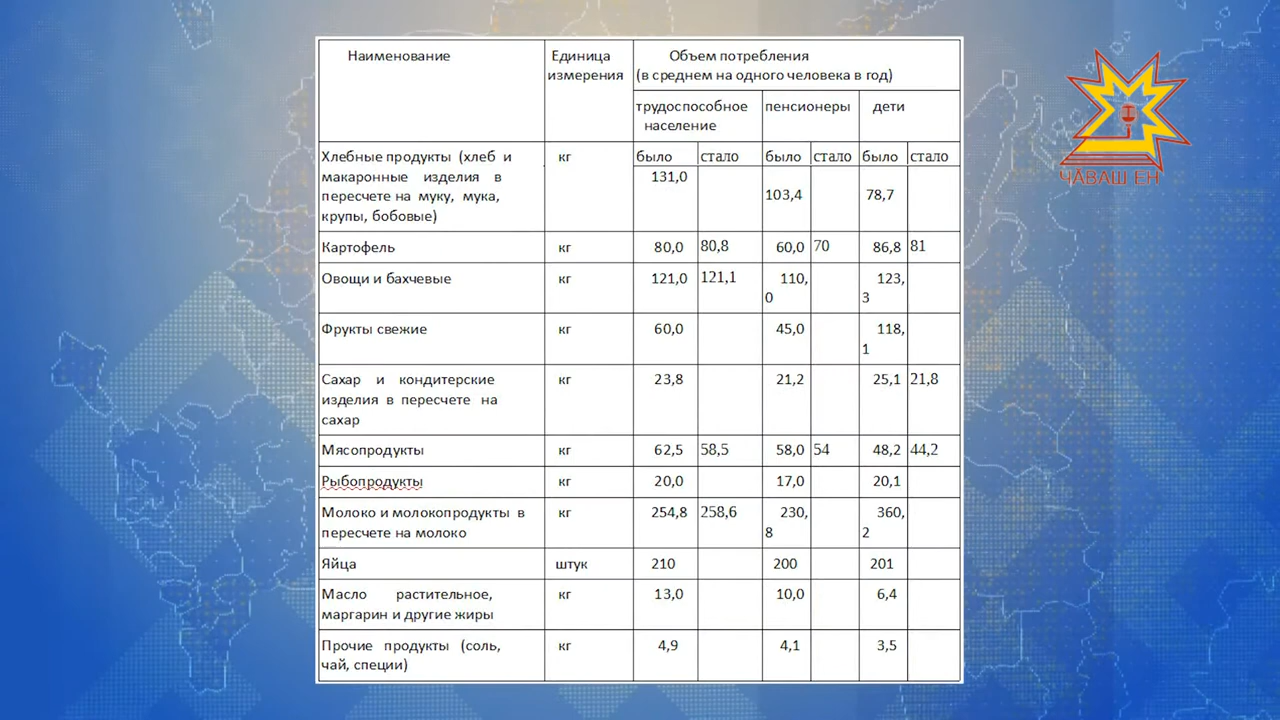 Наименование
Единица
измерения
Объем потребления
(в среднем на одного человека в год)
трудоспособное
население
пенсионеры
дети
Хлебные продукты (хлеб и
макаронные изделия в
пересчете на муку, мука,
крупы, бобовые)
кг
было стало было стало было стало
131,0
103,4 78,7
Картофель кг 80,0 80,8 60,0 70 86,8 81
Овощи и бахчевые кг 121,0 121,1 110, 123,
0 3
Фрукты свежие кг 60,0 45,0 118,
1
Сахар и кондитерские кг 23,8 21,2 25,1 21,8
изделия в пересчете на
сахар
Мясопродукты кг 62,5 58,5 58,0 54 48,2 44,2
Рыбопродукты кг 20,0 17,0 20,1
Молоко и молокопродукты в кг 254,8 258,6 230, 360,
пересчете на молоко 8 2
Яйца штук 210 200 201
Масло растительное, кг 13,0 10,0 6,4
маргарин и другие жиры
Прочие продукты (соль, кг 4,9 4,1 3,5
чай, специи)
ЧĂВАШ ЕН